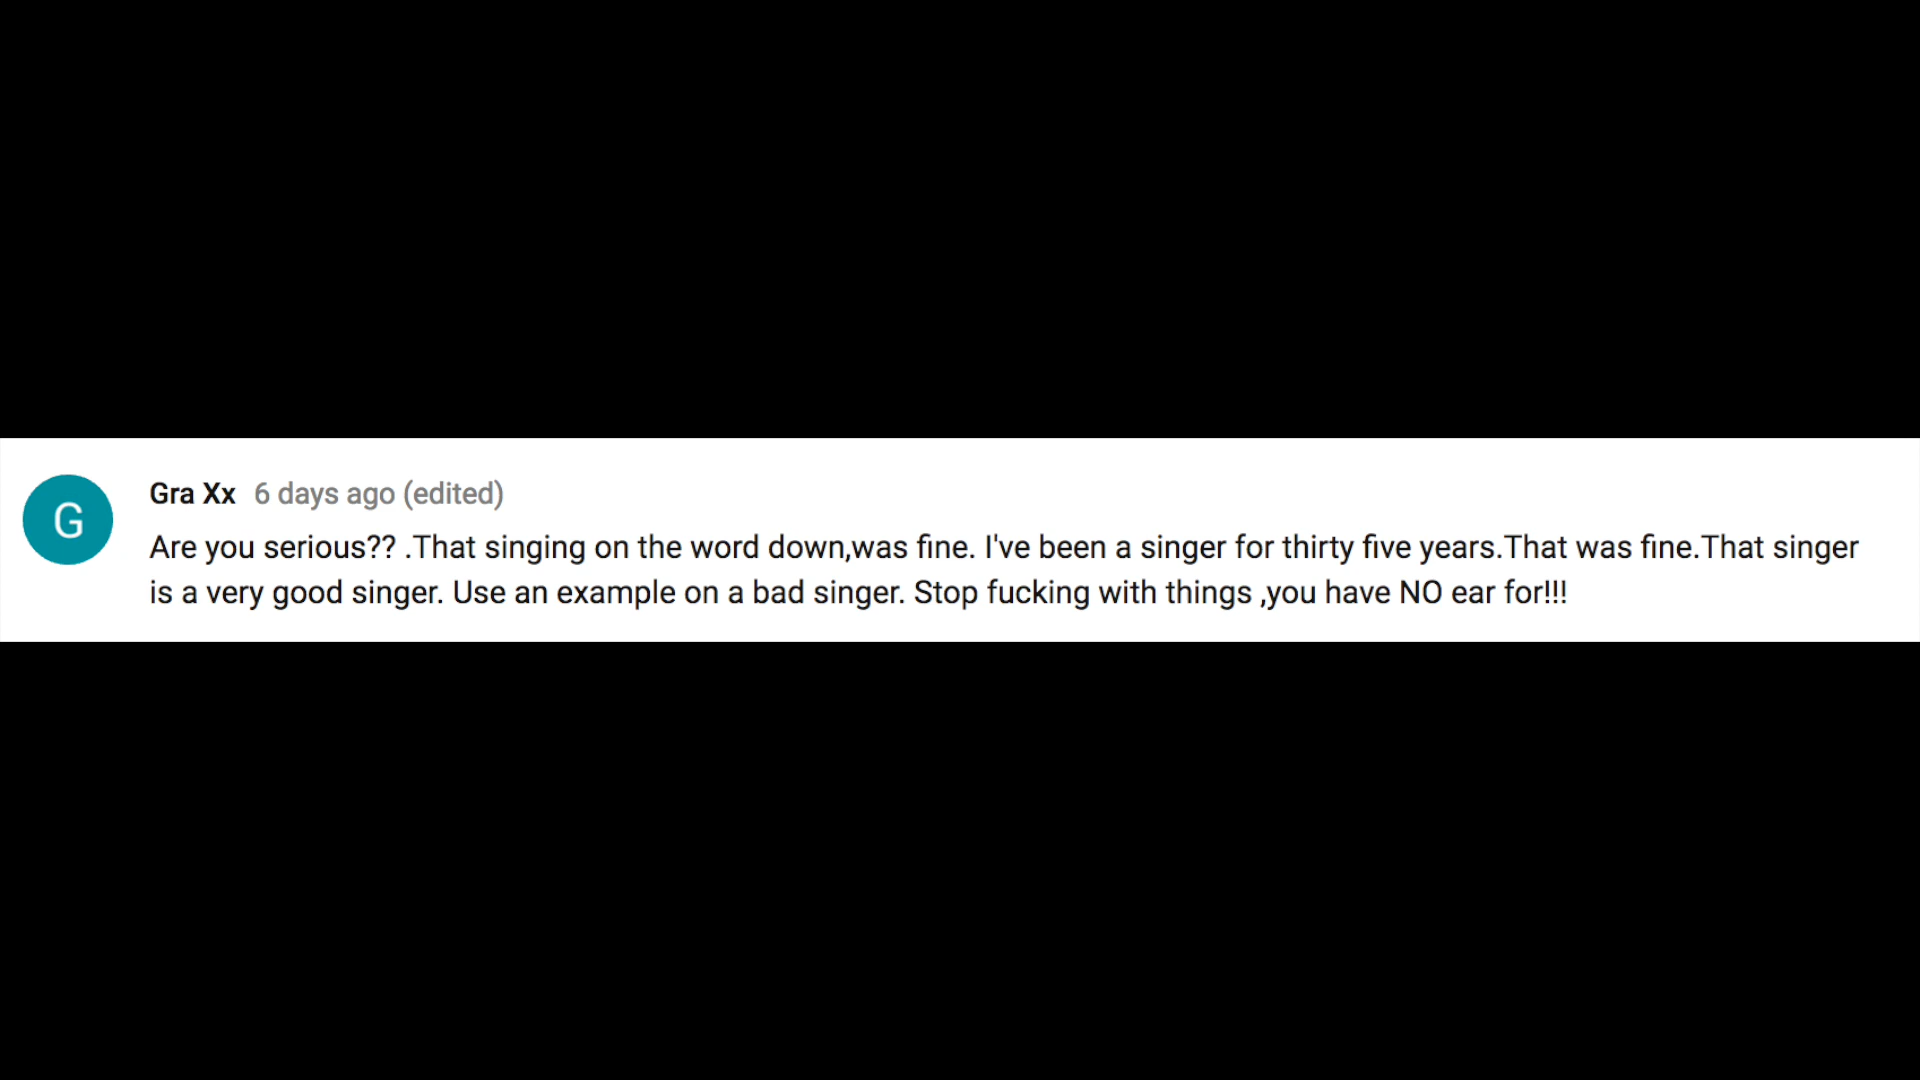 G
Gra Xx 6 days ago (edited)
Are you serious?? .That singing on the word down,was fine. I've been a singer for thirty five years.That was fine.That singer
is a very good singer. Use an example on a bad singer. Stop fucking with things ,you have NO ear for!!!